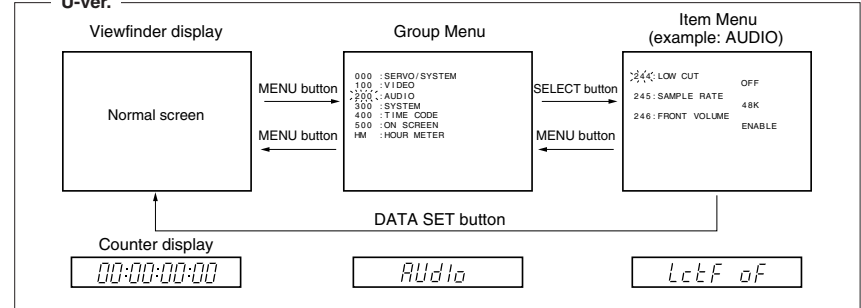 U-ver.
Viewfinder display
Group Menu
Item Menu
(example: AUDIO)
Normal screen
MENU button
MENU button
000 :SERVO/SYSTEM
100 :VIDEO
200 :AUDIO
300 :SYSTEM
400 :TIME CODE
500 :ON SCREEN
HM :HOUR METER
SELECT button
MENU button
244:LOW CUT
OFF
245:SAMPLE RATE
48K
246:FRONT VOLUME
ENABLE
DATA SET button
Counter display
00:00:00:00
AUdIo
LctF oF